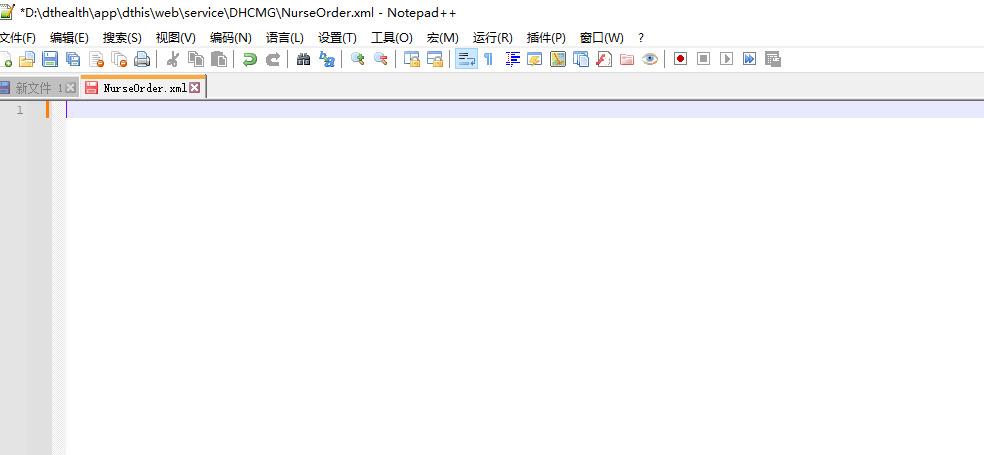 *D:\dthealth\app\dthis\web\service\DHCMG\NurseOrder.xml - Notepad++
文件(F) 编辑(E) 搜索(S) 视图(V) 编码(N) 语言(L) 设置(T) 工具(O) 宏(M) 运行(R) 插件(P) 窗口(W) ?
新文件 1 NurseOrder.xml
1